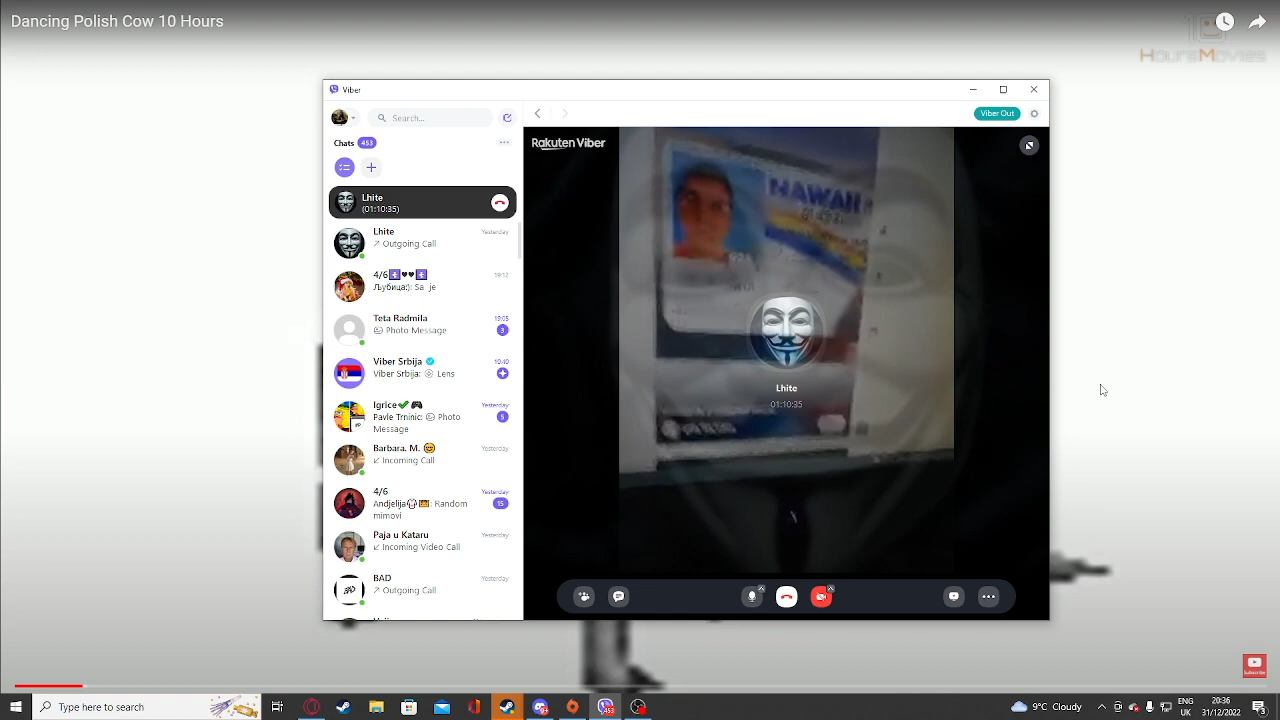 Dancing Polish Cow 10 Hours
HoursMovies
Viber
Search...
Viber Out
Chats 453
Rakuten Viber
HAWAII
Lhite
(01:10:35)
Lhite Yesterday
Outgoing Call
4/6 19:12
Љубица): Sa je
Teta Radmila 19:05
Photo Message 3
Viber Srbija 10:40
Viber Srbija: Lens
Igrice Yesterday
Pavle Trninic: Photo 5
Message
Barbara. M. Yesterday
Incoming Call
4/6 Yesterday
Andjelija: Random 15
mimovi
Paja u Kataru Yesterday
Incoming Video Call
BAD Yesterday
Outgoing Call
Lhite
01:10:35
Subscribe
Type here to search
453
5°C Cloudy
ENG
UK
20:36
31/12/2022